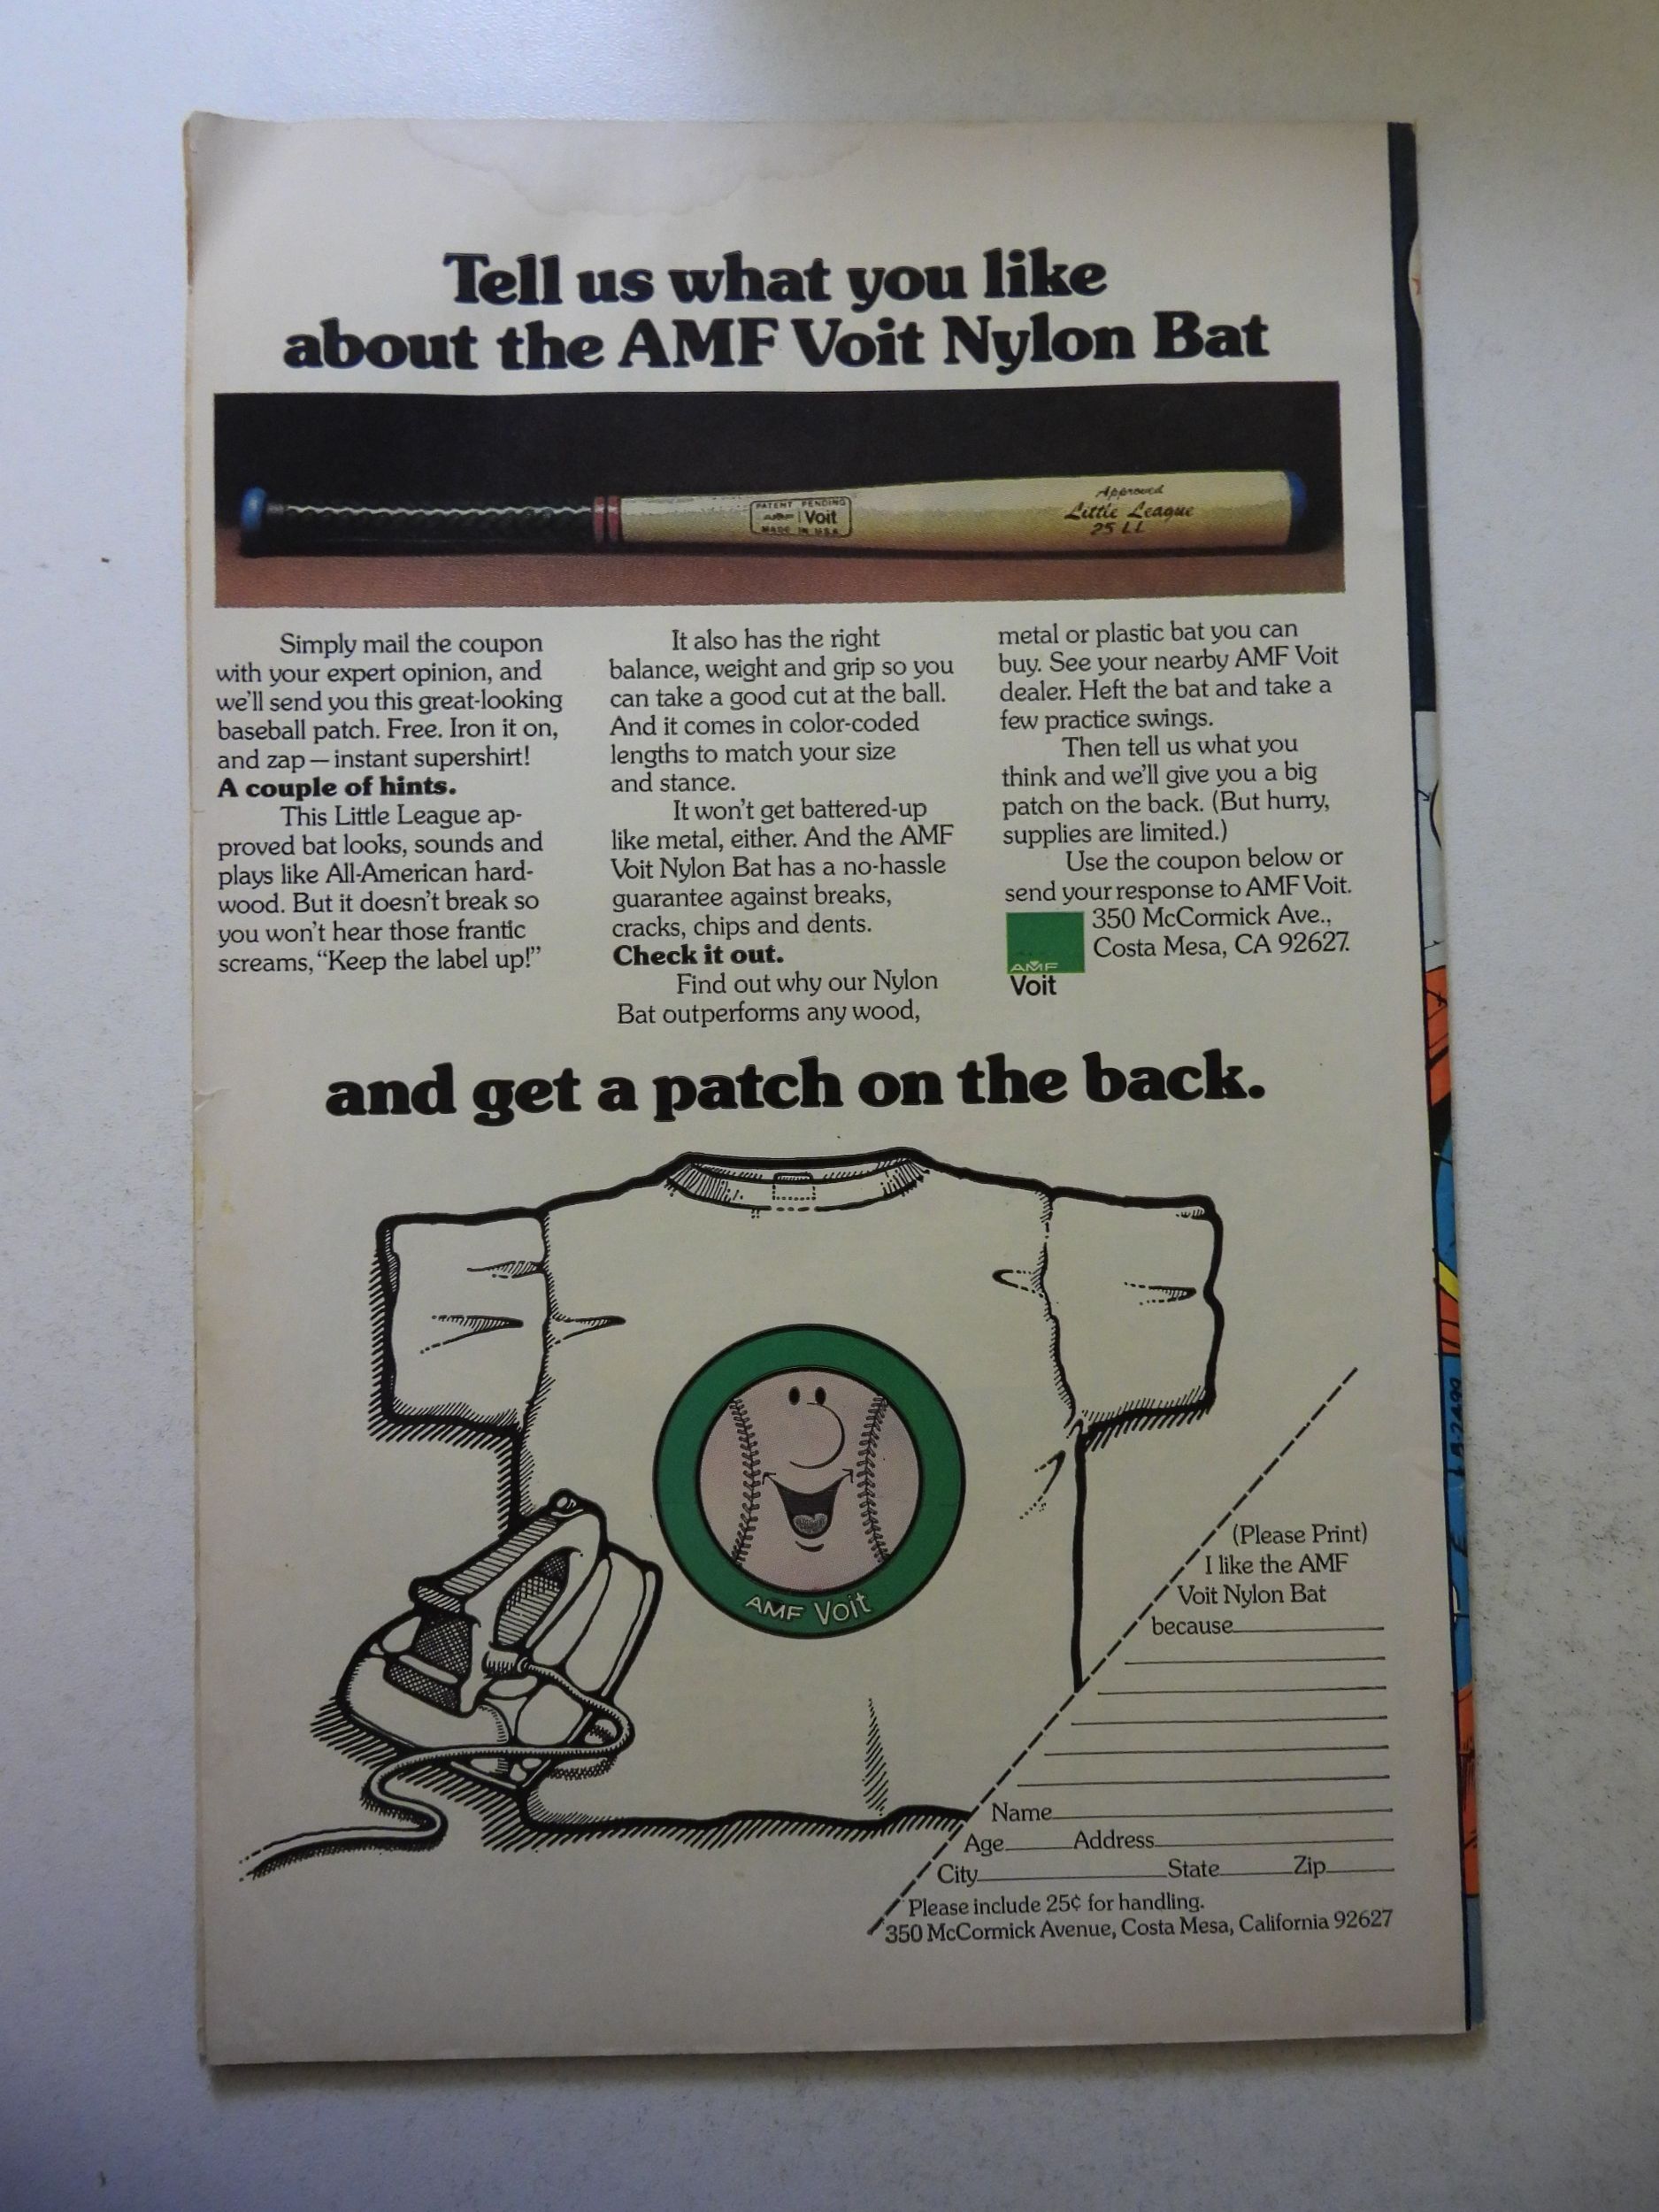 Tell us what you like
about the AMF Voit Nylon Bat
PATENT PENDING
AMF Voit
MADE IN U.S.A.
Approved
Little League
25 LL
Simply mail the coupon
with your expert opinion, and
we'll send you this great-looking
baseball patch. Free. Iron it on,
and zap — instant supershirt!
A couple of hints.
This Little League ap-
proved bat looks, sounds and
plays like All-American hard-
wood. But it doesn't break so
you won't hear those frantic
screams, "Keep the label up!"
It also has the right
balance, weight and grip so you
can take a good cut at the ball.
And it comes in color-coded
lengths to match your size
and stance.
It won't get battered-up
like metal, either. And the AMF
Voit Nylon Bat has a no-hassle
guarantee against breaks,
cracks, chips and dents.
Check it out.
Find out why our Nylon
Bat outperforms any wood,
metal or plastic bat you can
buy. See your nearby AMF Voit
dealer. Heft the bat and take a
few practice swings.
Then tell us what you
think and we'll give you a big
patch on the back. (But hurry,
supplies are limited.)
Use the coupon below or
send your response to AMF Voit.
350 McCormick Ave.,
Costa Mesa, CA 92627.
AMF
Voit
and get a patch on the back.
AMF Voit
(Please Print)
I like the AMF
Voit Nylon Bat
because
Name
Age Address
City State Zip
Please include 25¢ for handling.
350 McCormick Avenue, Costa Mesa, California 92627